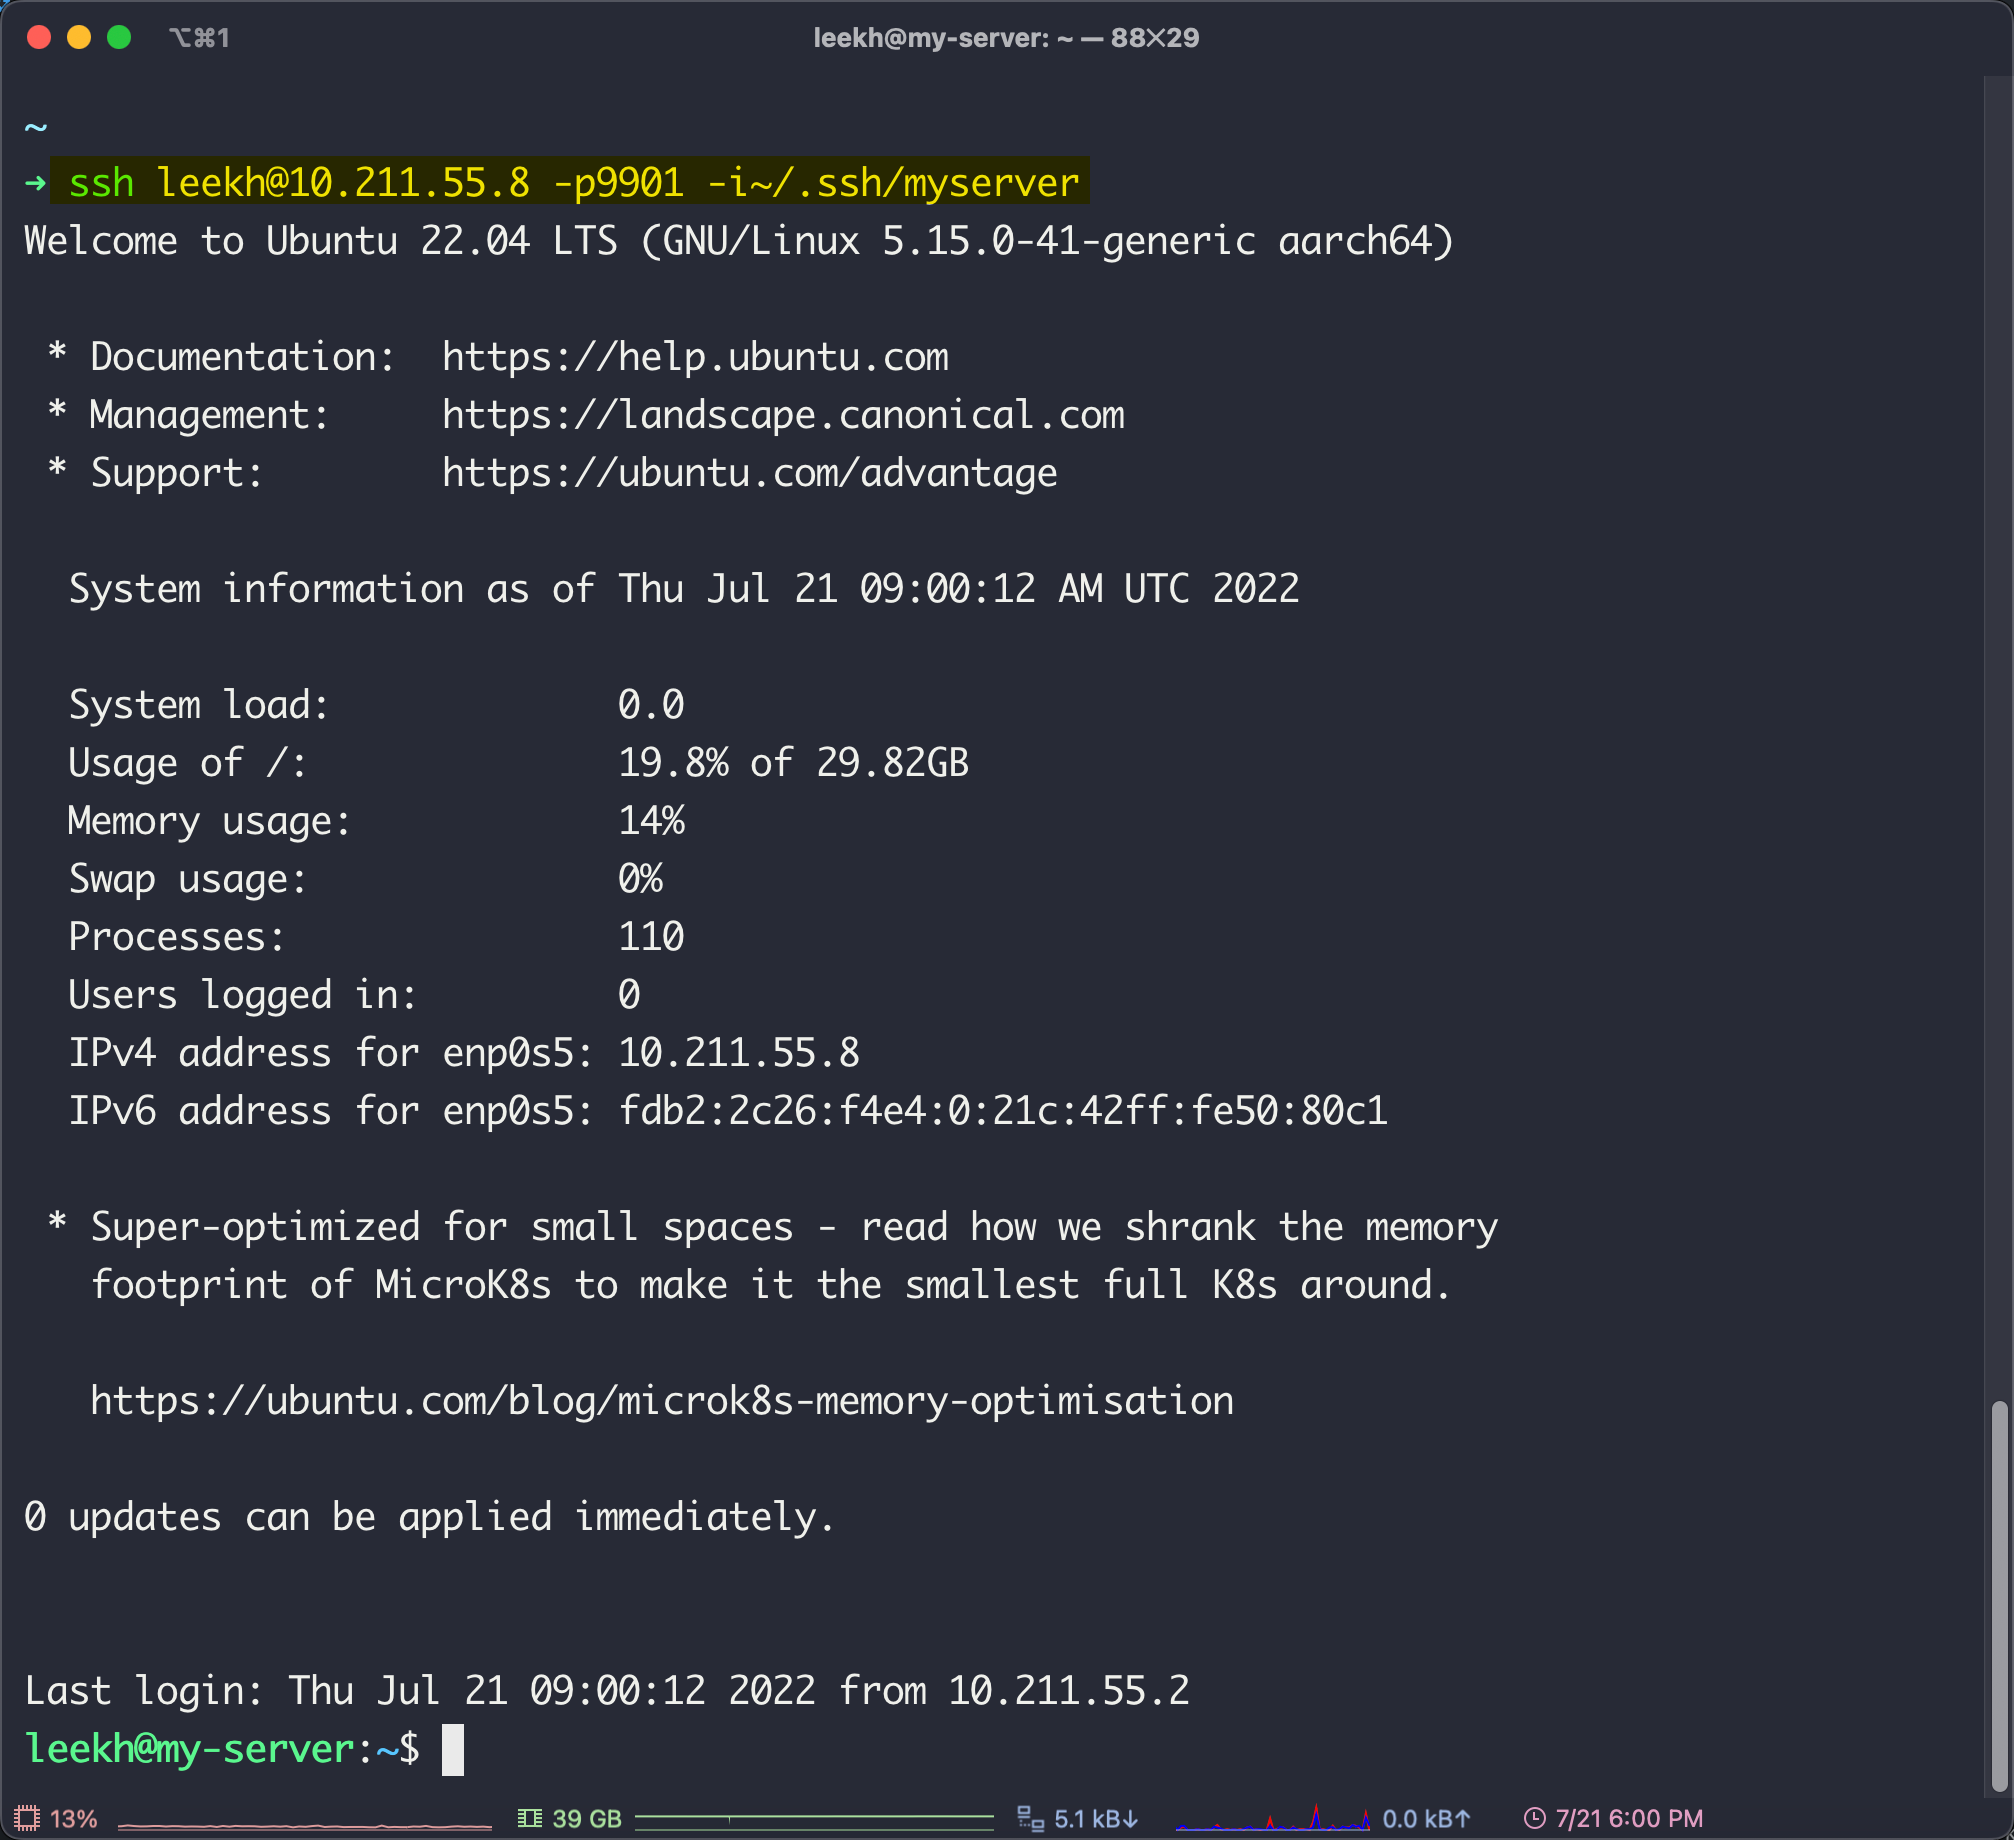 ⌥⌘1 leekh@my-server: ~ — 88×29
~
→ ssh leekh@10.211.55.8 -p9901 -i~/.ssh/myserver
Welcome to Ubuntu 22.04 LTS (GNU/Linux 5.15.0-41-generic aarch64)
* Documentation: https://help.ubuntu.com
* Management: https://landscape.canonical.com
* Support: https://ubuntu.com/advantage
System information as of Thu Jul 21 09:00:12 AM UTC 2022
System load: 0.0
Usage of /: 19.8% of 29.82GB
Memory usage: 14%
Swap usage: 0%
Processes: 110
Users logged in: 0
IPv4 address for enp0s5: 10.211.55.8
IPv6 address for enp0s5: fdb2:2c26:f4e4:0:21c:42ff:fe50:80c1
* Super-optimized for small spaces - read how we shrank the memory
footprint of MicroK8s to make it the smallest full K8s around.
https://ubuntu.com/blog/microk8s-memory-optimisation
0 updates can be applied immediately.
Last login: Thu Jul 21 09:00:12 2022 from 10.211.55.2
leekh@my-server:~$
13% 39 GB 5.1 kB↓ 0.0 kB↑ 7/21 6:00 PM